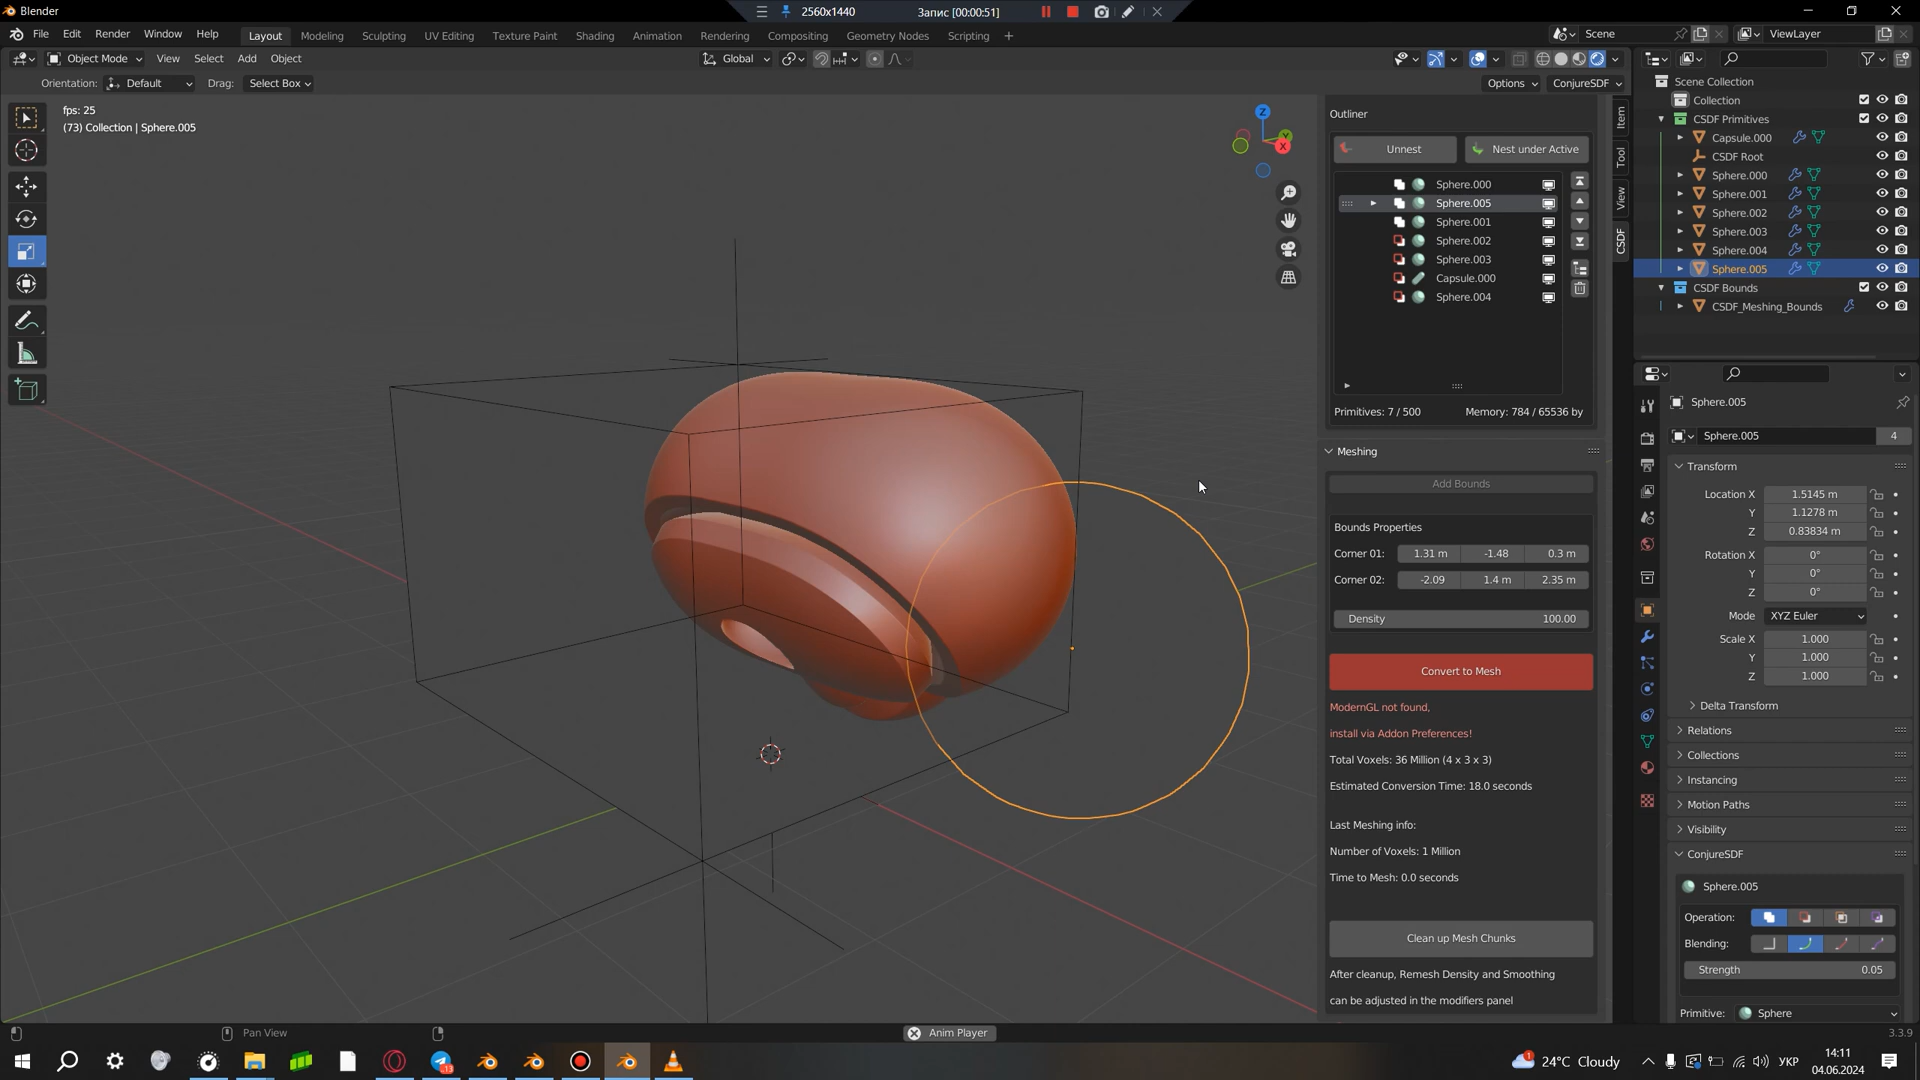 Blender
2560x1440
Запис [00:00:51]
File Edit Render Window Help
Layout Modeling Sculpting UV Editing Texture Paint Shading Animation Rendering Compositing Geometry Nodes Scripting +
Scene
ViewLayer
Object Mode View Select Add Object
Global
Orientation: Default Drag: Select Box
Options ConjureSDF
fps: 25
(73) Collection | Sphere.005
Z
Y
X
Outliner
Unnest Nest under Active
Sphere.000
Sphere.005
Sphere.001
Sphere.002
Sphere.003
Capsule.000
Sphere.004
Primitives: 7 / 500 Memory: 784 / 65536 by
Meshing
Add Bounds
Bounds Properties
Corner 01: 1.31 m -1.48 0.3 m
Corner 02: -2.09 1.4 m 2.35 m
Density 100.00
Convert to Mesh
ModernGL not found,
install via Addon Preferences!
Total Voxels: 36 Million (4 x 3 x 3)
Estimated Conversion Time: 18.0 seconds
Last Meshing info:
Number of Voxels: 1 Million
Time to Mesh: 0.0 seconds
Clean up Mesh Chunks
After cleanup, Remesh Density and Smoothing
can be adjusted in the modifiers panel
Item
Tool
View
CSDF
Scene Collection
Collection
CSDF Primitives
Capsule.000
CSDF Root
Sphere.000
Sphere.001
Sphere.002
Sphere.003
Sphere.004
Sphere.005
CSDF Bounds
CSDF_Meshing_Bounds
Sphere.005
Sphere.005 4
Transform
Location X 1.5145 m
Y 1.1278 m
Z 0.83834 m
Rotation X 0°
Y 0°
Z 0°
Mode XYZ Euler
Scale X 1.000
Y 1.000
Z 1.000
Delta Transform
Relations
Collections
Instancing
Motion Paths
Visibility
ConjureSDF
Sphere.005
Operation:
Blending:
Strength 0.05
Primitive: Sphere
Pan View
Anim Player
3.3.9
24°C Cloudy
УКР
14:11
04.06.2024